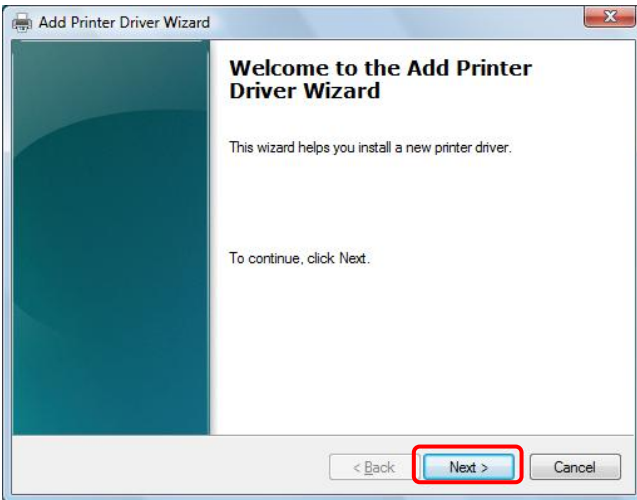 Add Printer Driver Wizard
Welcome to the Add Printer
Driver Wizard
This wizard helps you install a new printer driver.
To continue, click Next.
< Back
Next >
Cancel